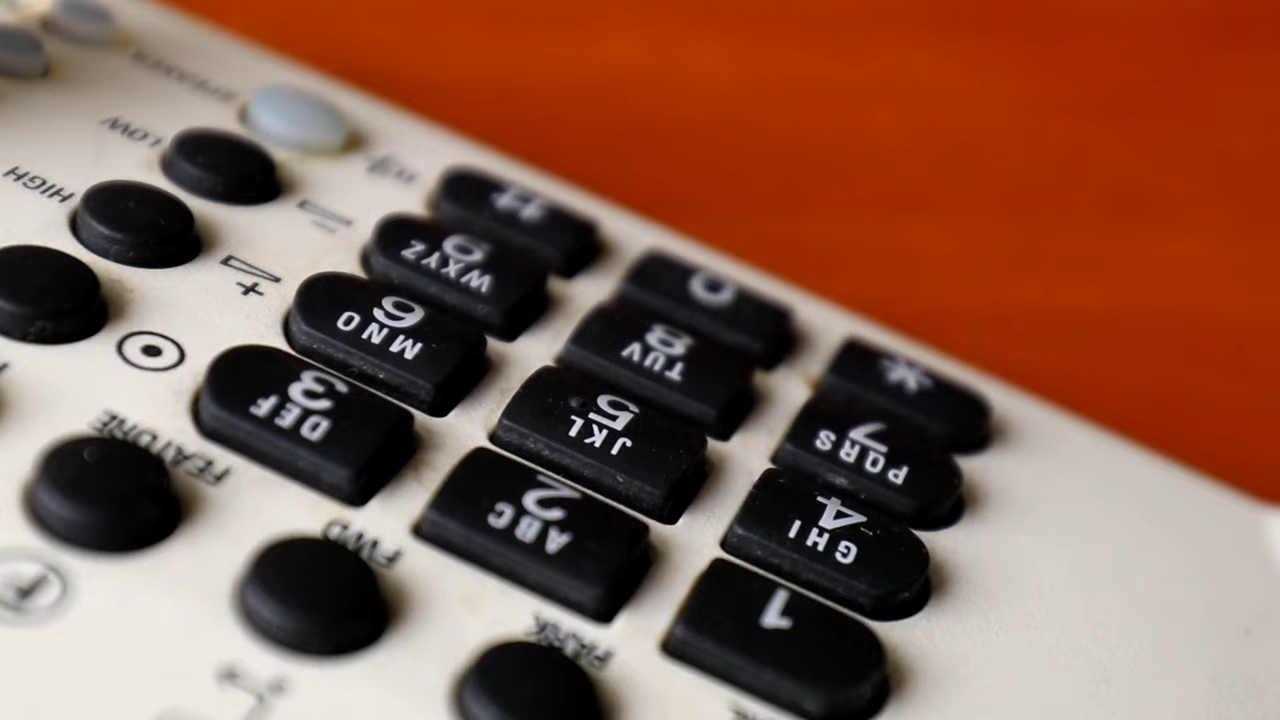 SPEAKER
LOW
HIGH
FEATURE
FWD
PARK
1
ABC 2
DEF 3
GHI 4
JKL 5
MNO 6
PQRS 7
TUV 8
WXYZ 9
*
0
#